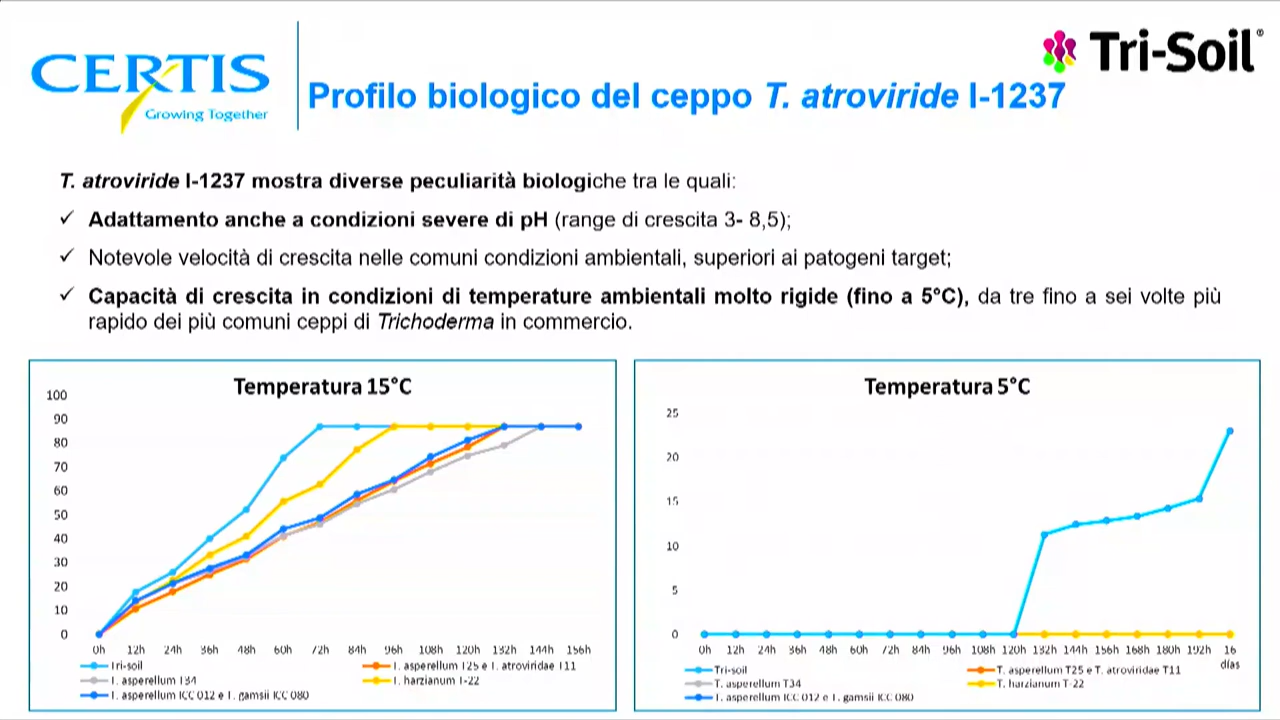 CERTIS
Growing Together
Tri-Soil®
Profilo biologico del ceppo T. atroviride I-1237
T. atroviride I-1237 mostra diverse peculiarità biologiche tra le quali:
✓ Adattamento anche a condizioni severe di pH (range di crescita 3- 8,5);
✓ Notevole velocità di crescita nelle comuni condizioni ambientali, superiori ai patogeni target;
✓ Capacità di crescita in condizioni di temperature ambientali molto rigide (fino a 5°C), da tre fino a sei volte più
rapido dei più comuni ceppi di Trichoderma in commercio.
Temperatura 15°C
100
90
80
70
60
50
40
30
20
10
0
0h 12h 24h 36h 48h 60h 72h 84h 96h 108h 120h 132h 144h 156h
Tri-soil
T. asperellum T25 e T. atroviridae T11
T. asperellum T34
T. harzianum T-22
T. asperellum ICC 012 e T. gamsii ICC 080
Temperatura 5°C
25
20
15
10
5
0
0h 12h 24h 36h 48h 60h 72h 84h 96h 108h 120h 132h 144h 156h 168h 180h 192h 16
días
Tri-soil
T. asperellum T25 e T. atroviridae T11
T. asperellum T34
T. harzianum T-22
T. asperellum ICC 012 e T. gamsii ICC 080